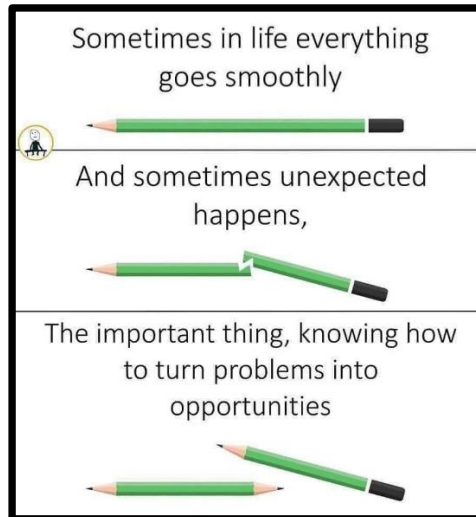 Sometimes in life everything
goes smoothly
And sometimes unexpected
happens,
The important thing, knowing how
to turn problems into
opportunities